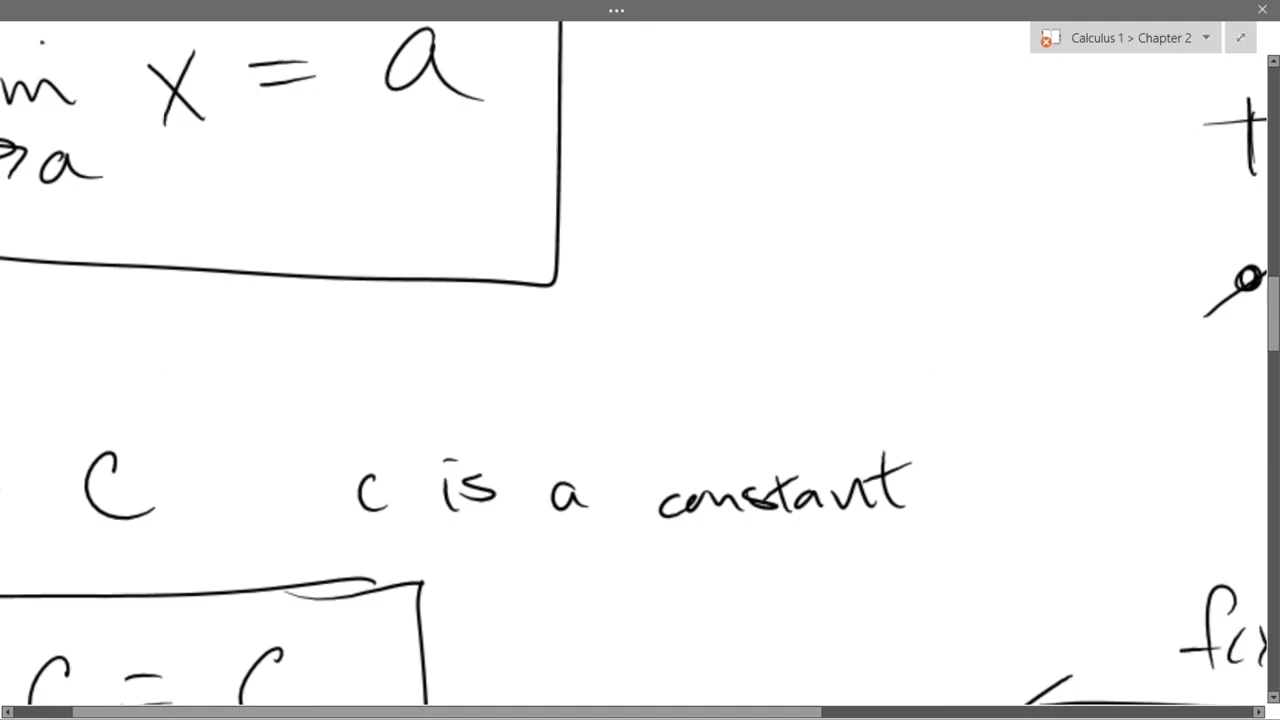 Calculus 1 > Chapter 2
m x = a
→a
C c is a constant
f(x)
C = C